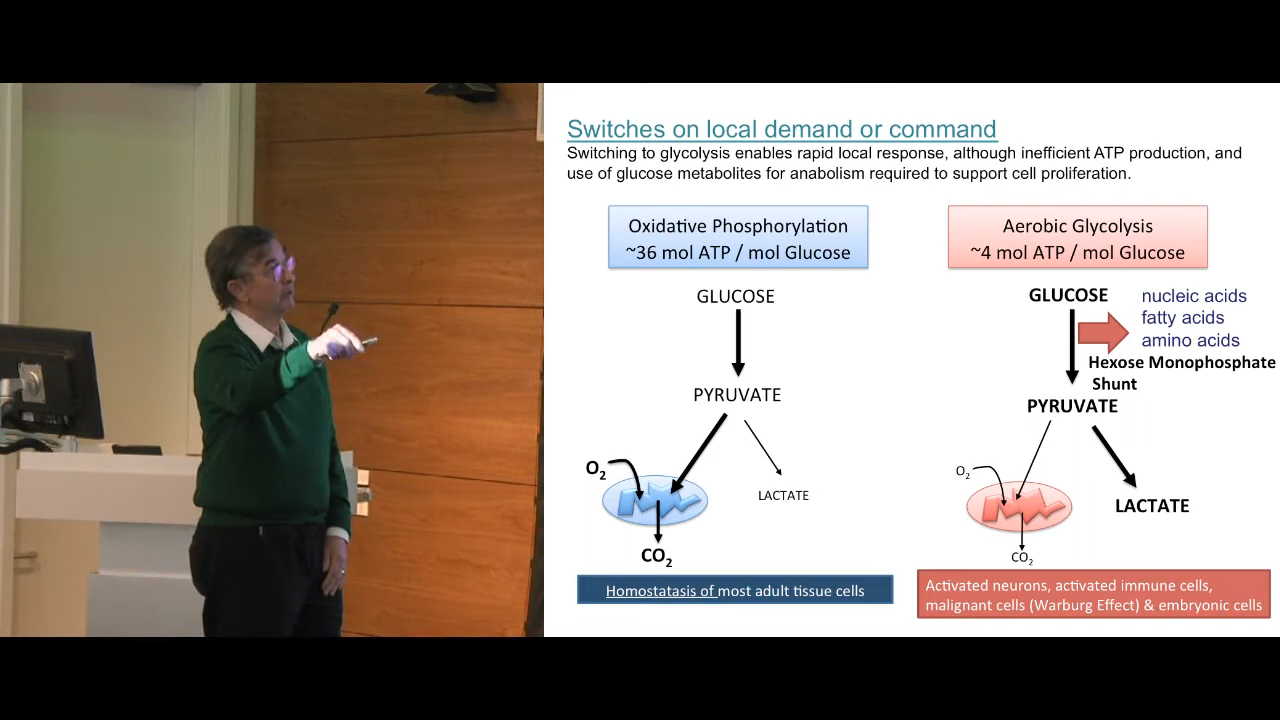 Switches on local demand or command
Switching to glycolysis enables rapid local response, although inefficient ATP production, and
use of glucose metabolites for anabolism required to support cell proliferation.
Oxidative Phosphorylation
~36 mol ATP / mol Glucose
GLUCOSE
PYRUVATE
O2
LACTATE
CO2
Homostatasis of most adult tissue cells
Aerobic Glycolysis
~4 mol ATP / mol Glucose
GLUCOSE
nucleic acids
fatty acids
amino acids
Hexose Monophosphate
Shunt
PYRUVATE
O2
LACTATE
CO2
Activated neurons, activated immune cells,
malignant cells (Warburg Effect) & embryonic cells